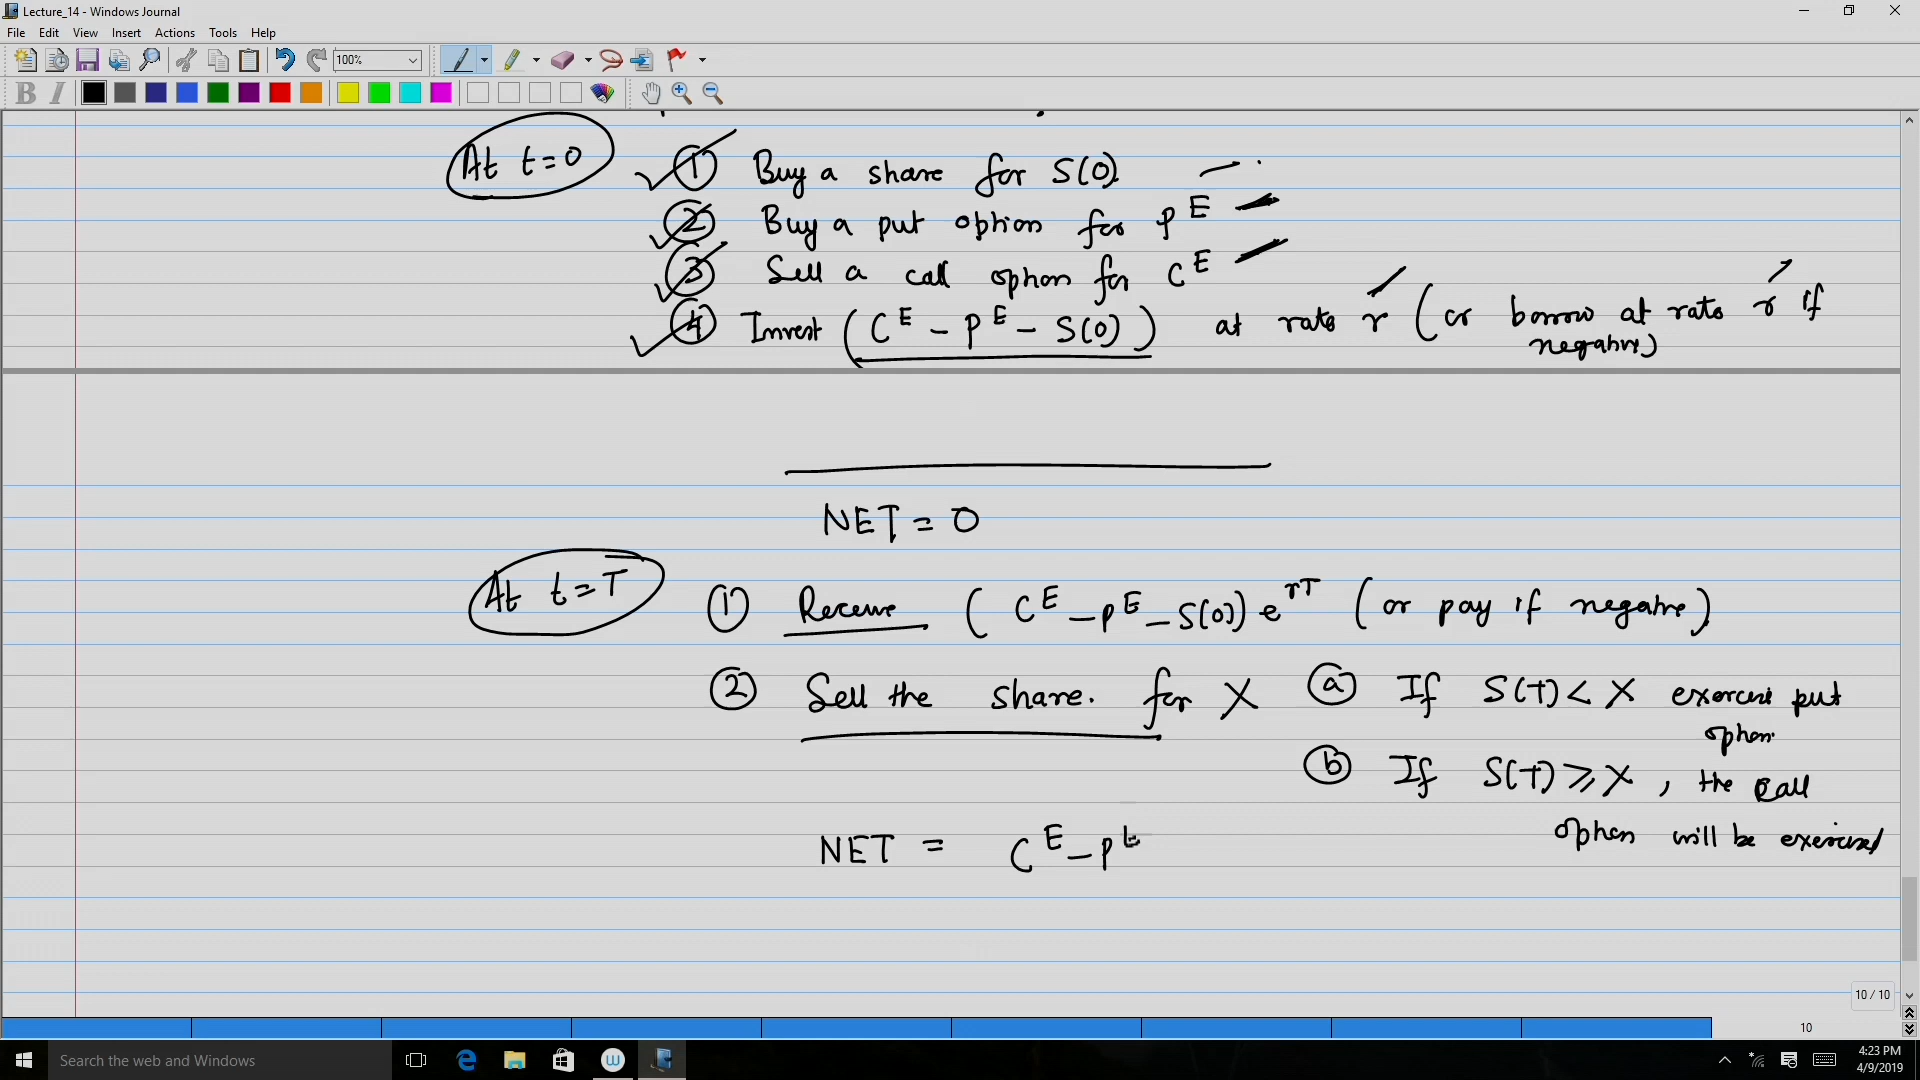 Lecture_14 - Windows Journal
File Edit View Insert Actions Tools Help
100%
B I
At t=0
① Buy a share for S(0)
② Buy a put option for P^E
③ Sell a call option for C^E
④ Invest (C^E - P^E - S(0)) at rate r (or borrow at rate r if negative)
NET = 0
At t=T
① Receive (C^E - P^E - S(0)) e^{rT} (or pay if negative)
② Sell the share. for X
ⓐ If S(T) < X exercise put option.
ⓑ If S(T) ≥ X, the call option will be exercised
NET = C^E - P^E
10 / 10
10
Search the web and Windows
4:23 PM
4/9/2019